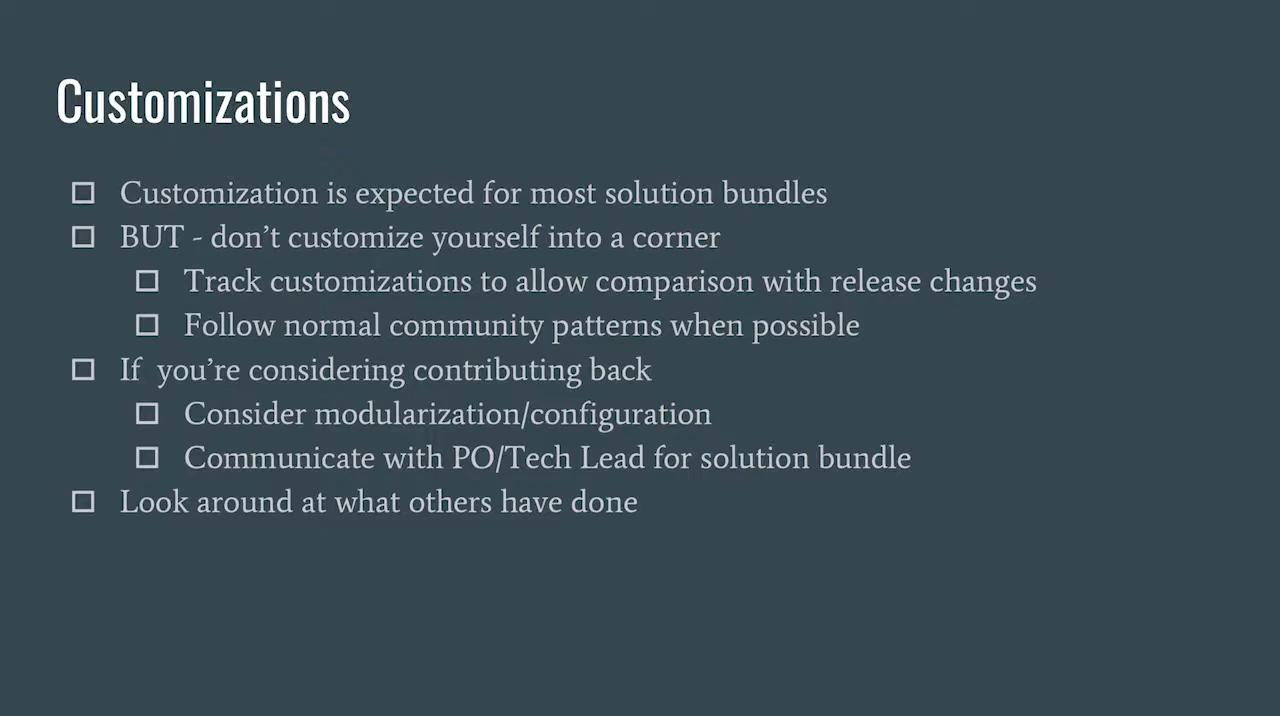 Customizations
Customization is expected for most solution bundles
BUT - don’t customize yourself into a corner
Track customizations to allow comparison with release changes
Follow normal community patterns when possible
If  you’re considering contributing back
Consider modularization/configuration
Communicate with PO/Tech Lead for solution bundle
Look around at what others have done